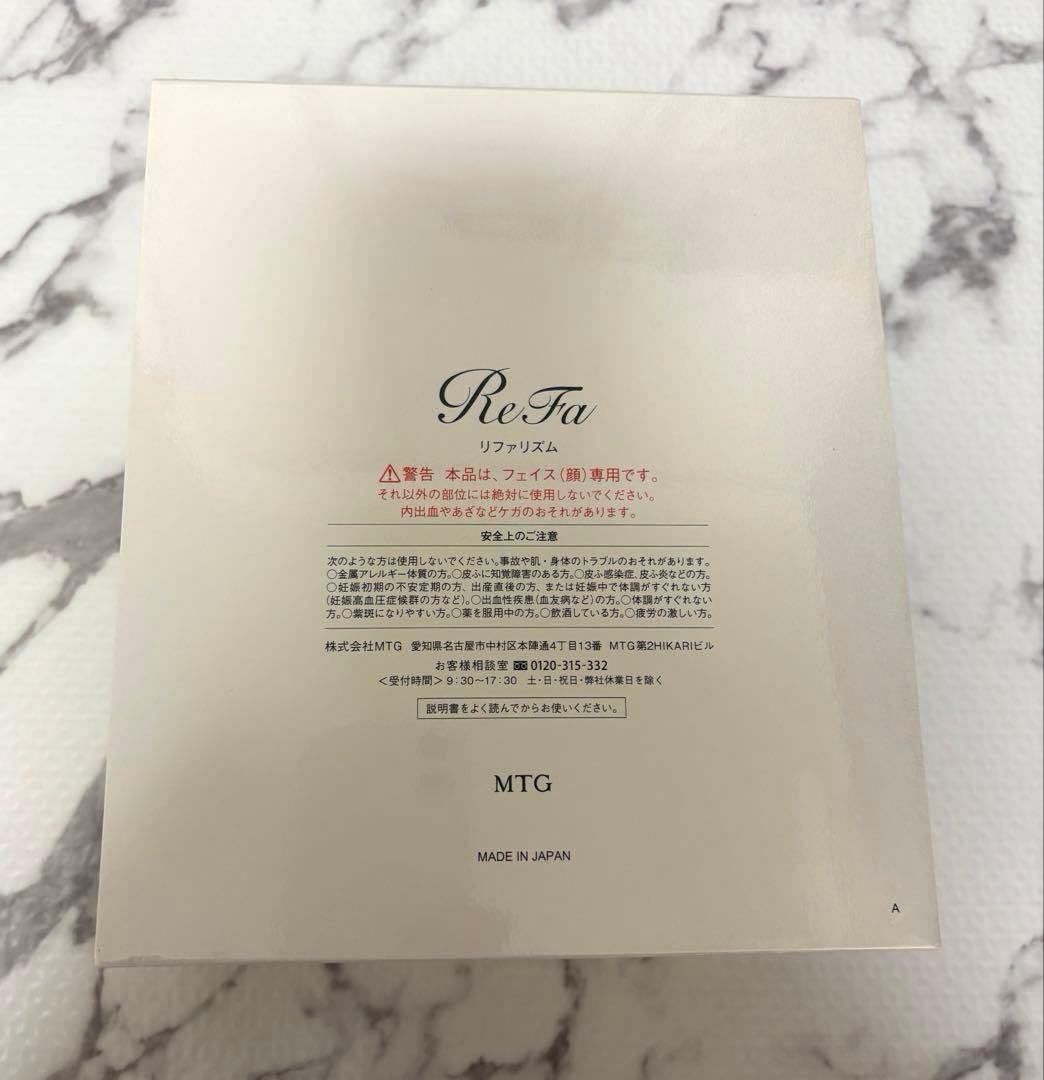 ReFa
リファリズム
⚠警告 本品は、フェイス(顔)専用です。
それ以外の部位には絶対に使用しないでください。
内出血やあざなどケガのおそれがあります。
安全上のご注意
次のような方は使用しないでください。事故や肌・身体のトラブルのおそれがあります。
○金属アレルギー体質の方。○皮ふに知覚障害のある方。○皮ふ感染症、皮ふ炎などの方。
○妊娠初期の不安定期の方、出産直後の方、または妊娠中で体調がすぐれない方
(妊娠高血圧症候群の方など)。○出血性疾患(血友病など)の方。○体調がすぐれない
方。○紫斑になりやすい方。○薬を服用中の方。○飲酒している方。○疲労の激しい方。
株式会社MTG 愛知県名古屋市中村区本陣通4丁目13番 MTG第2HIKARIビル
お客様相談室 0120-315-332
<受付時間>9:30〜17:30 土・日・祝日・弊社休業日を除く
説明書をよく読んでからお使いください。
MTG
MADE IN JAPAN
A